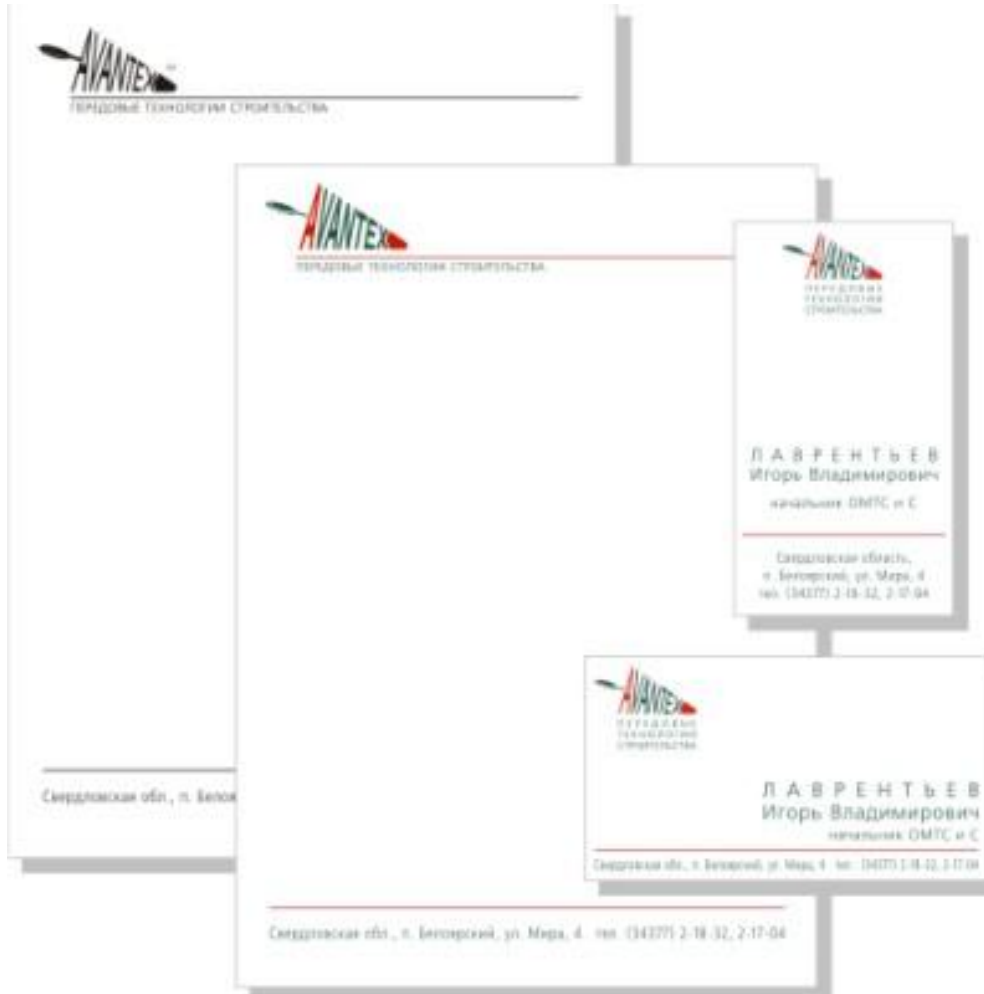 AVANTEX
ПЕРЕДОВЫЕ ТЕХНОЛОГИИ СТРОИТЕЛЬСТВА
Свердловская обл., п. Белоя
AVANTEX
ПЕРЕДОВЫЕ ТЕХНОЛОГИИ СТРОИТЕЛЬСТВА
Свердловская обл., п. Белоярский, ул. Мира, 4 тел. (34377) 2-18-32, 2-17-04
AVANTEX
ПЕРЕДОВЫЕ
ТЕХНОЛОГИИ
СТРОИТЕЛЬСТВА
ЛАВРЕНТЬЕВ
Игорь Владимирович
начальник ОМТС и С
Свердловская область,
п. Белоярский, ул. Мира, 4
тел. (34377) 2-18-32, 2-17-04
AVANTEX
ПЕРЕДОВЫЕ
ТЕХНОЛОГИИ
СТРОИТЕЛЬСТВА
ЛАВРЕНТЬЕВ
Игорь Владимирович
начальник ОМТС и С
Свердловская обл., п. Белоярский, ул. Мира, 4 тел. (34377) 2-18-32, 2-17-04